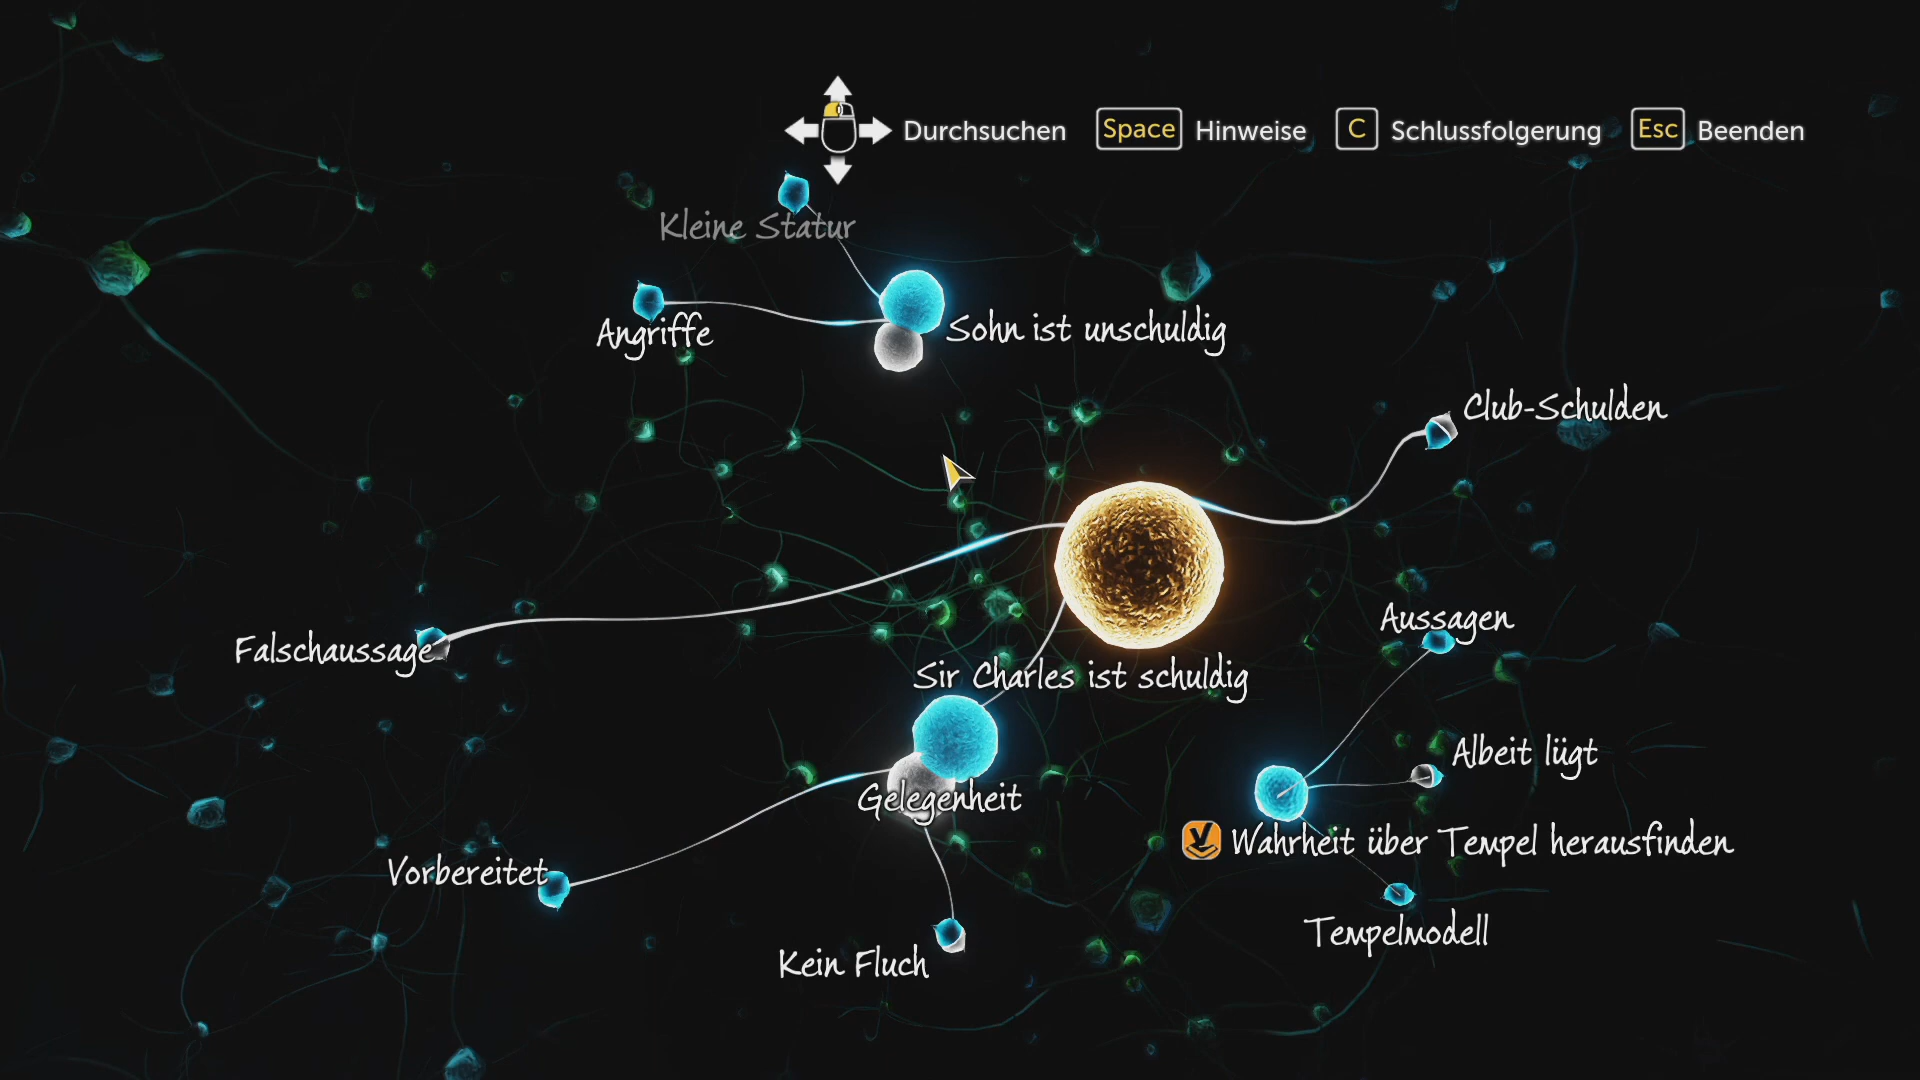 Durchsuchen Space Hinweise C Schlussfolgerung Esc Beenden
Kleine Statur
Angriffe
Sohn ist unschuldig
Club-Schulden
Falschaussage
Aussagen
Sir Charles ist schuldig
Albeit lügt
Gelegenheit
Wahrheit über Tempel herausfinden
Vorbereitet
Tempelmodell
Kein Fluch